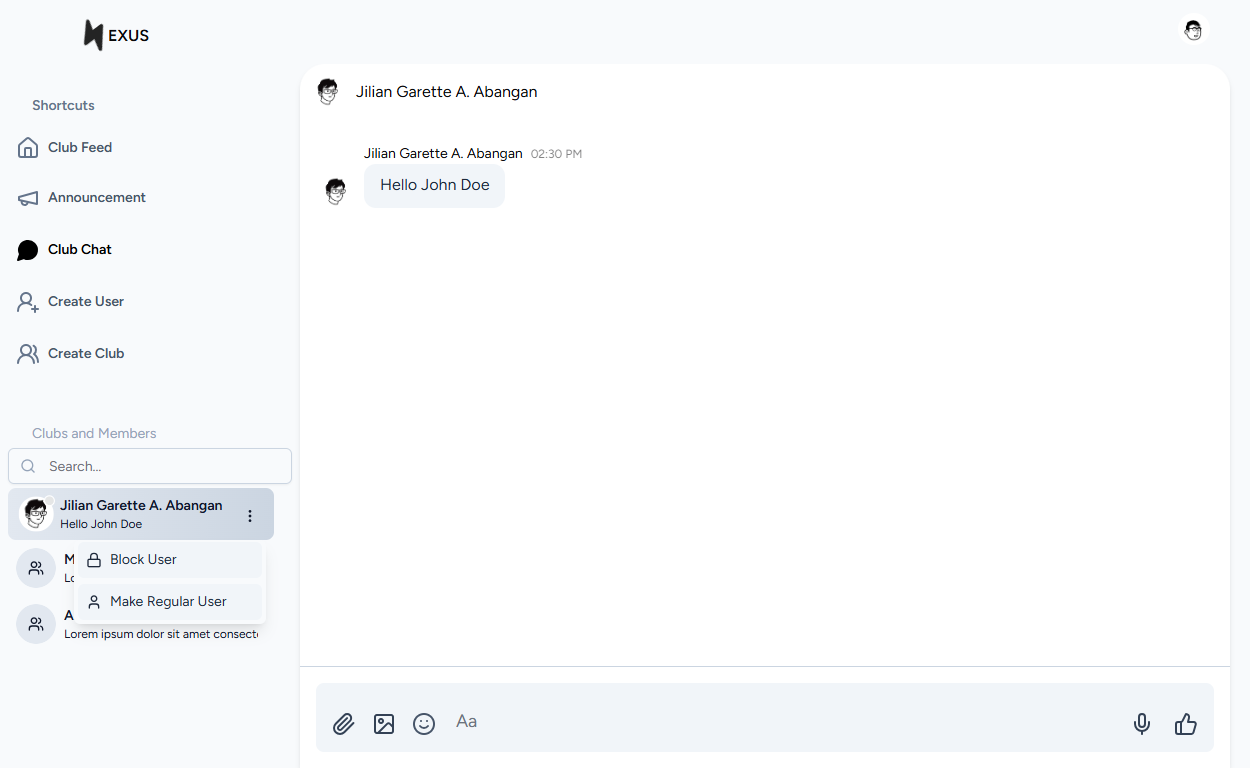 EXUS
Shortcuts
Club Feed
Announcement
Club Chat
Create User
Create Club
Clubs and Members
Search...
Jilian Garette A. Abangan
Hello John Doe
Block User
Make Regular User
Lorem ipsum dolor sit amet
Jilian Garette A. Abangan
Jilian Garette A. Abangan 02:30 PM
Hello John Doe
Aa